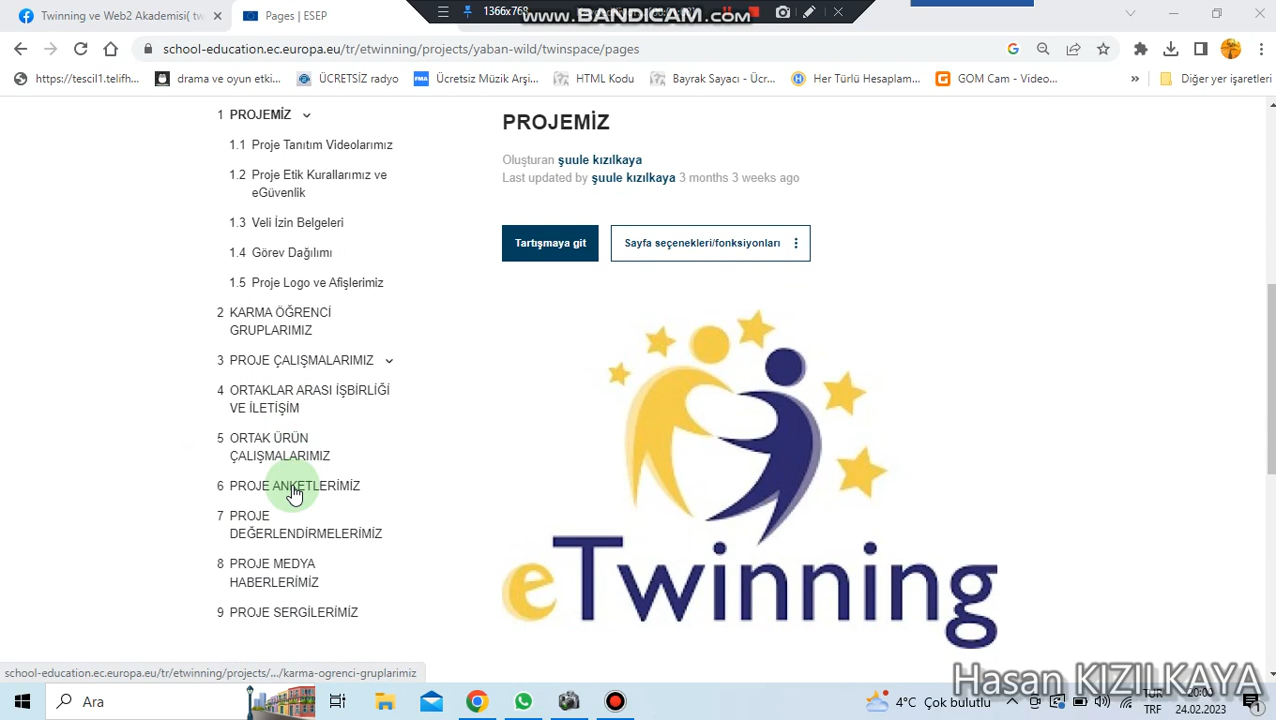 Twinning ve Web2 Akademesi( tw
Pages | ESEP
1366x768
www.BANDICAM.com
school-education.ec.europa.eu/tr/etwinning/projects/yaban-wild/twinspace/pages
https://tescil1.telifh...
drama ve oyun etki...
ÜCRETSİZ radyo
FMA
Ücretsiz Müzik Arşi...
HTML Kodu
Bayrak Sayacı - Ücr...
Her Türlü Hesaplam...
GOM Cam - Video...
Diğer yer işaretleri
1 PROJEMİZ
1.1 Proje Tanıtım Videolarımız
1.2 Proje Etik Kurallarımız ve
eGüvenlik
1.3 Veli İzin Belgeleri
1.4 Görev Dağılımı
1.5 Proje Logo ve Afişlerimiz
2 KARMA ÖĞRENCİ
GRUPLARIMIZ
3 PROJE ÇALIŞMALARIMIZ
4 ORTAKLAR ARASI İŞBİRLİĞİ
VE İLETİŞİM
5 ORTAK ÜRÜN
ÇALIŞMALARIMIZ
6 PROJE ANKETLERİMİZ
7 PROJE
DEĞERLENDİRMELERİMİZ
8 PROJE MEDYA
HABERLERİMİZ
9 PROJE SERGİLERİMİZ
PROJEMİZ
Oluşturan şuule kızılkaya
Last updated by şuule kızılkaya 3 months 3 weeks ago
Tartışmaya git
Sayfa seçenekleri/fonksiyonları
eTwinning
school-education.ec.europa.eu/tr/etwinning/projects/.../karma-ogrenci-gruplarimiz
Hasan KIZILKAYA
Ara
4°C Çok bulutlu
TUR
TRF
20:00
24.02.2023
1